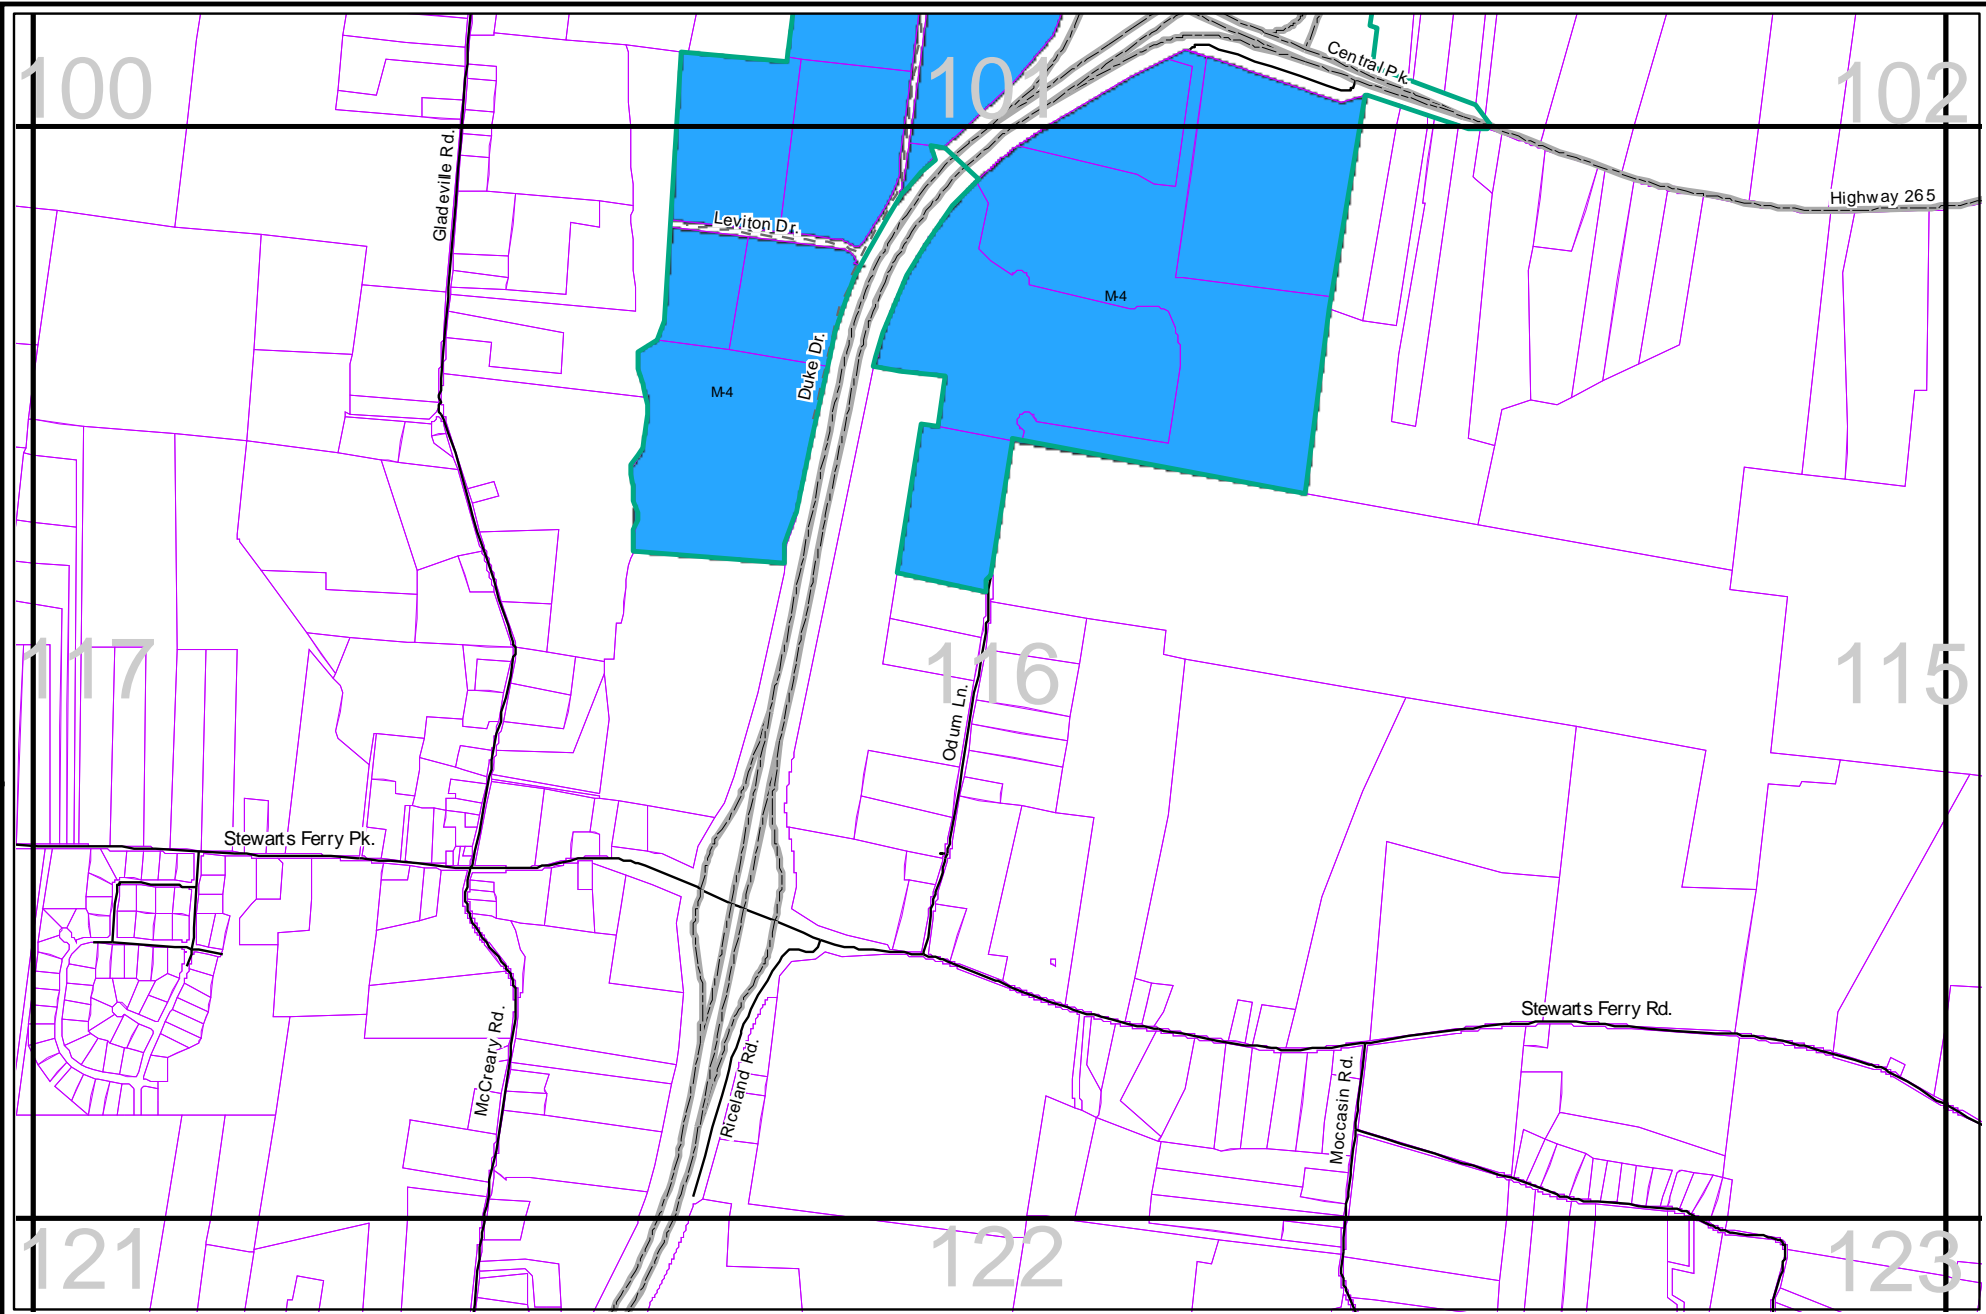 100
101
102
Central Pk.
Gladeville Rd.
Highway 265
Leviton Dr.
M-4
Duke Dr.
M-4
117
116
115
Odum Ln.
Stewarts Ferry Pk.
Stewarts Ferry Rd.
McCreary Rd.
Riceland Rd.
Moccasin Rd.
121
122
123